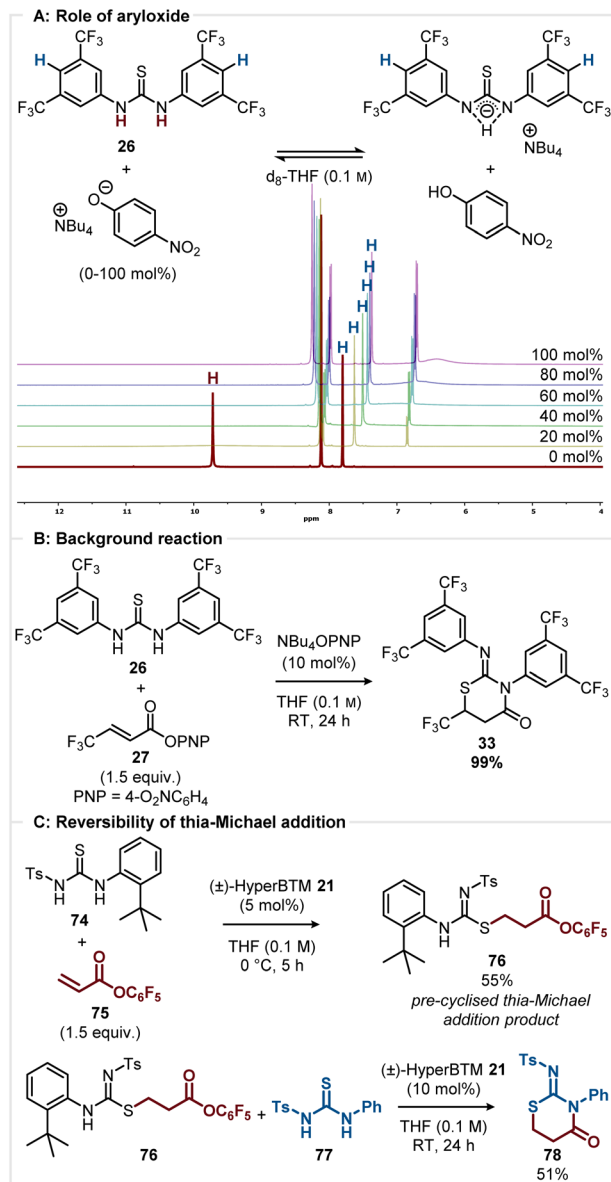 A: Role of aryloxide
CF₃ CF₃ CF₃ CF₃
H S H H S H
F₃C N N CF₃ F₃C N ⊖ N CF₃
H H H
26 ⊕
NBu₄
+ +
d₈-THF (0.1 M)
⊖
O HO
⊕
NBu₄ NO₂ NO₂
(0-100 mol%)
H
H
H
H
H
H
H
100 mol%
80 mol%
60 mol%
40 mol%
20 mol%
0 mol%
12 11 10 9 8 7 6 5 4
ppm
B: Background reaction
CF₃ CF₃
S
F₃C N N CF₃
H H
26
+
O
F₃C OPNP
27
(1.5 equiv.)
PNP = 4-O₂NC₆H₄
NBu₄OPNP
(10 mol%)
THF (0.1 M)
RT, 24 h
CF₃
CF₃
F₃C N
S N CF₃
F₃C O
33
99%
C: Reversibility of thia-Michael addition
S
Ts NH NH
74
+
O
OC₆F₅
75
(1.5 equiv.)
(±)-HyperBTM 21
(5 mol%)
THF (0.1 M)
0 °C, 5 h
N Ts O
N S OC₆F₅
H
76
55%
pre-cyclised thia-Michael
addition product
N Ts O
N S OC₆F₅
H
76
+
S
Ts N N Ph
H H
77
(±)-HyperBTM 21
(10 mol%)
THF (0.1 M)
RT, 24 h
Ts N
S N Ph
O
78
51%